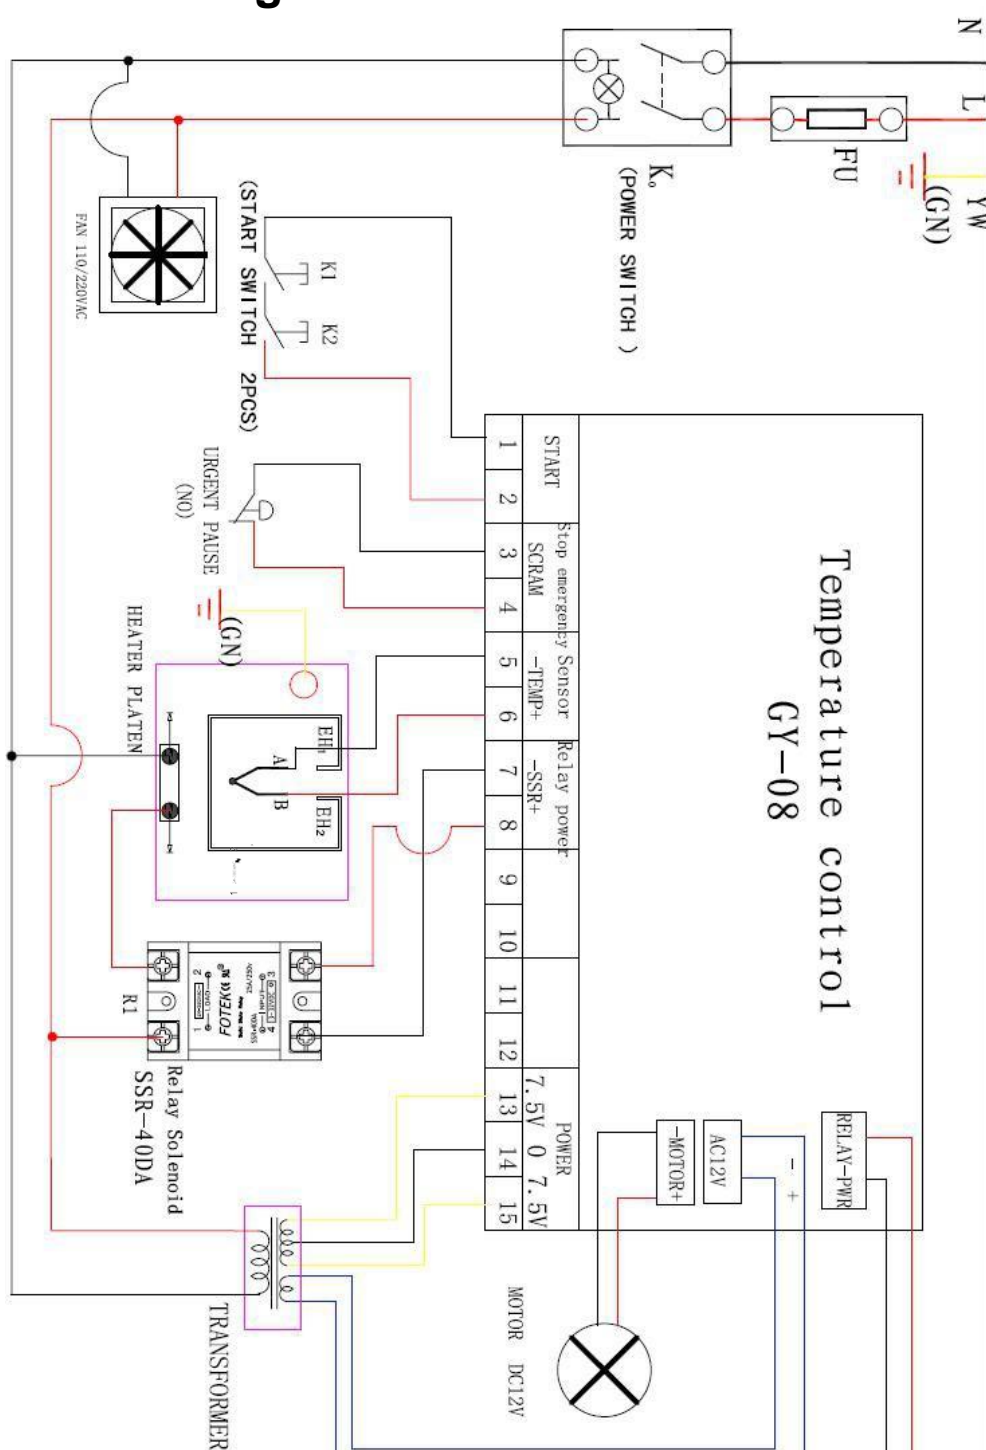 N
L
YW
(GN)
FU
K₀
(POWER SWITCH )
FAN 110/220VAC
(START SWITCH 2PCS)
K1
K2
URGENT PAUSE
(NO)
(GN)
HEATER PLATEN
EH₁
A
B
EH₂
Temperature control
GY-08
START
Stop emergency
SCRAM
Sensor
-TEMP+
Relay power
-SSR+
1
2
3
4
5
6
7
8
9
10
11
12
13
14
15
POWER
7.5V 0 7.5V
RELAY-PWR
AC12V
- +
-MOTOR+
MOTOR DC12V
R1
FOTEK
Relay Solenoid
SSR-40DA
TRANSFORMER